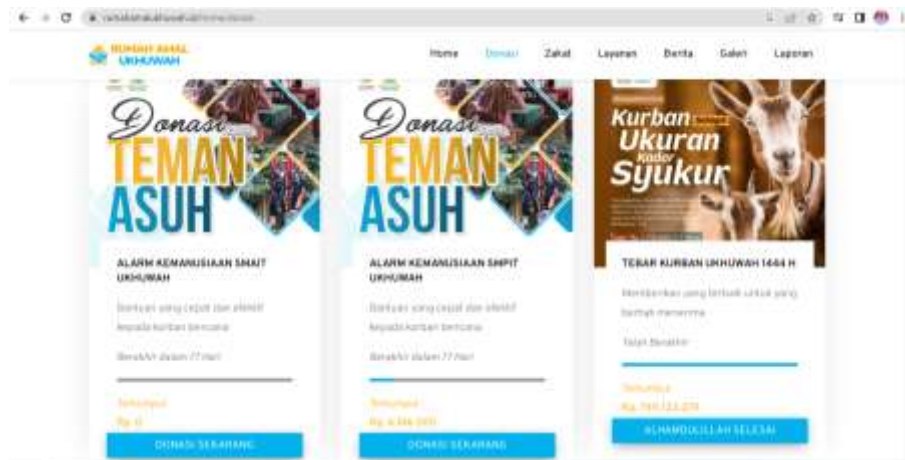 RUMAH AMAL
UKHUWAH
Home Donasi Zakat Layanan Berita Galeri Laporan
Donasi
TEMAN
ASUH
ALARM KEMANUSIAAN SMAIT
UKHUWAH
Bantuan yang cepat dan efektif
kepada korban bencana
Berakhir dalam 77 Hari
Terkumpul
Rp. 0
DONASI SEKARANG
Donasi
TEMAN
ASUH
ALARM KEMANUSIAAN SMPIT
UKHUWAH
Bantuan yang cepat dan efektif
kepada korban bencana
Berakhir dalam 77 Hari
Terkumpul
Rp.
DONASI SEKARANG
Kurban
Ukuran
Kadar
Syukur
TEBAR KURBAN UKHUWAH 1444 H
Memberikan yang terbaik untuk yang
berhak menerima
Telah Berakhir
Terkumpul
Rp.
ALHAMDULILLAH SELESAI